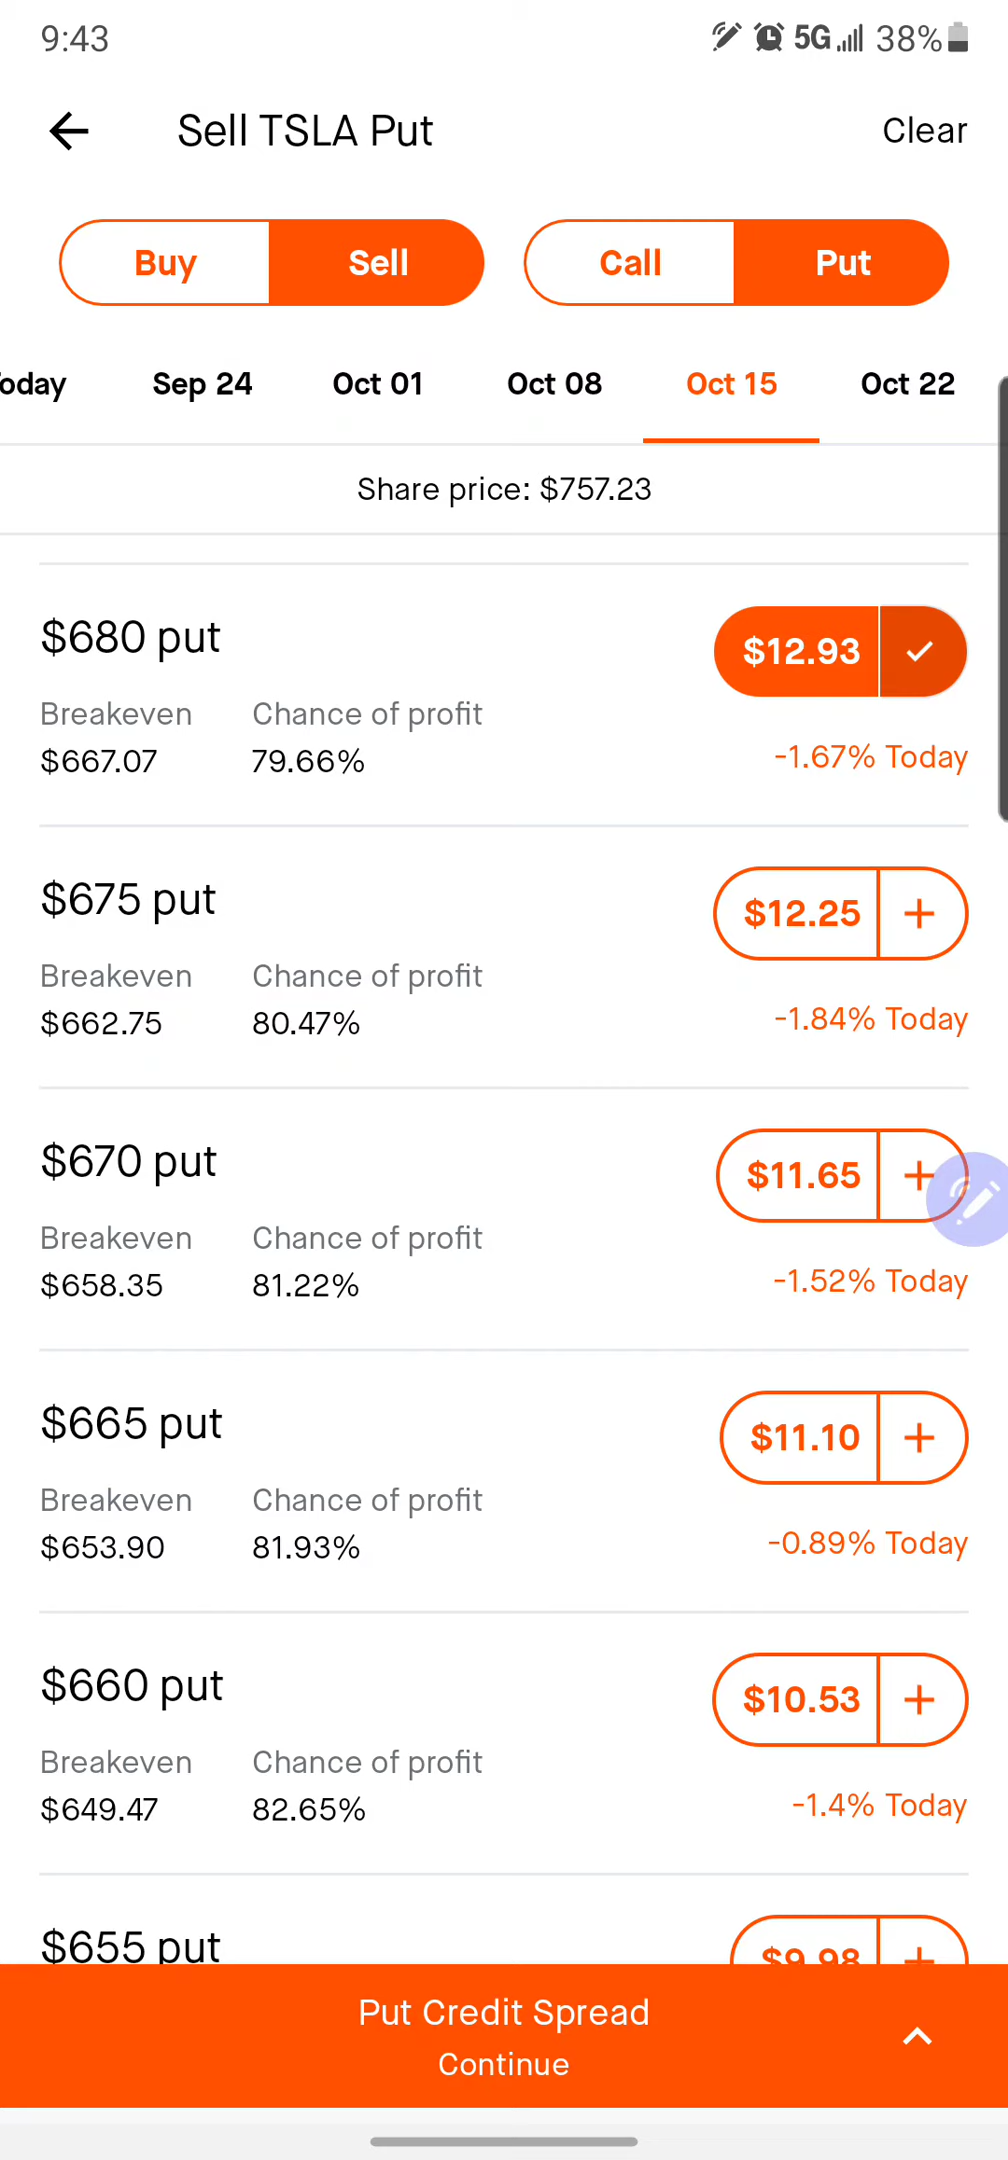 9:43
5G 38%
Sell TSLA Put
Clear
Buy Sell Call Put
oday Sep 24 Oct 01 Oct 08 Oct 15 Oct 22
Share price: $757.23
$680 put
$12.93
Breakeven Chance of profit
$667.07 79.66%
-1.67% Today
$675 put
$12.25
Breakeven Chance of profit
$662.75 80.47%
-1.84% Today
$670 put
$11.65
Breakeven Chance of profit
$658.35 81.22%
-1.52% Today
$665 put
$11.10
Breakeven Chance of profit
$653.90 81.93%
-0.89% Today
$660 put
$10.53
Breakeven Chance of profit
$649.47 82.65%
-1.4% Today
$655 put
$9.98
Put Credit Spread
Continue